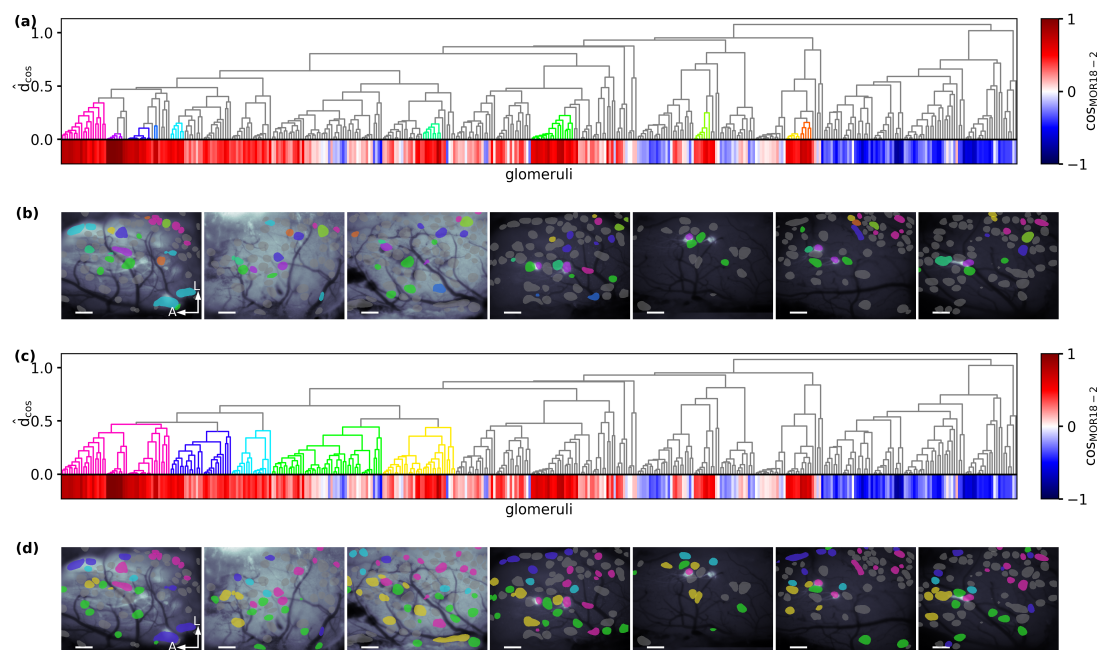 (a)
1.0
0.5
0.0
d̂cos
glomeruli
1
0
−1
cosMOR18−2
(b)
L
A
(c)
1.0
0.5
0.0
d̂cos
glomeruli
1
0
−1
cosMOR18−2
(d)
L
A